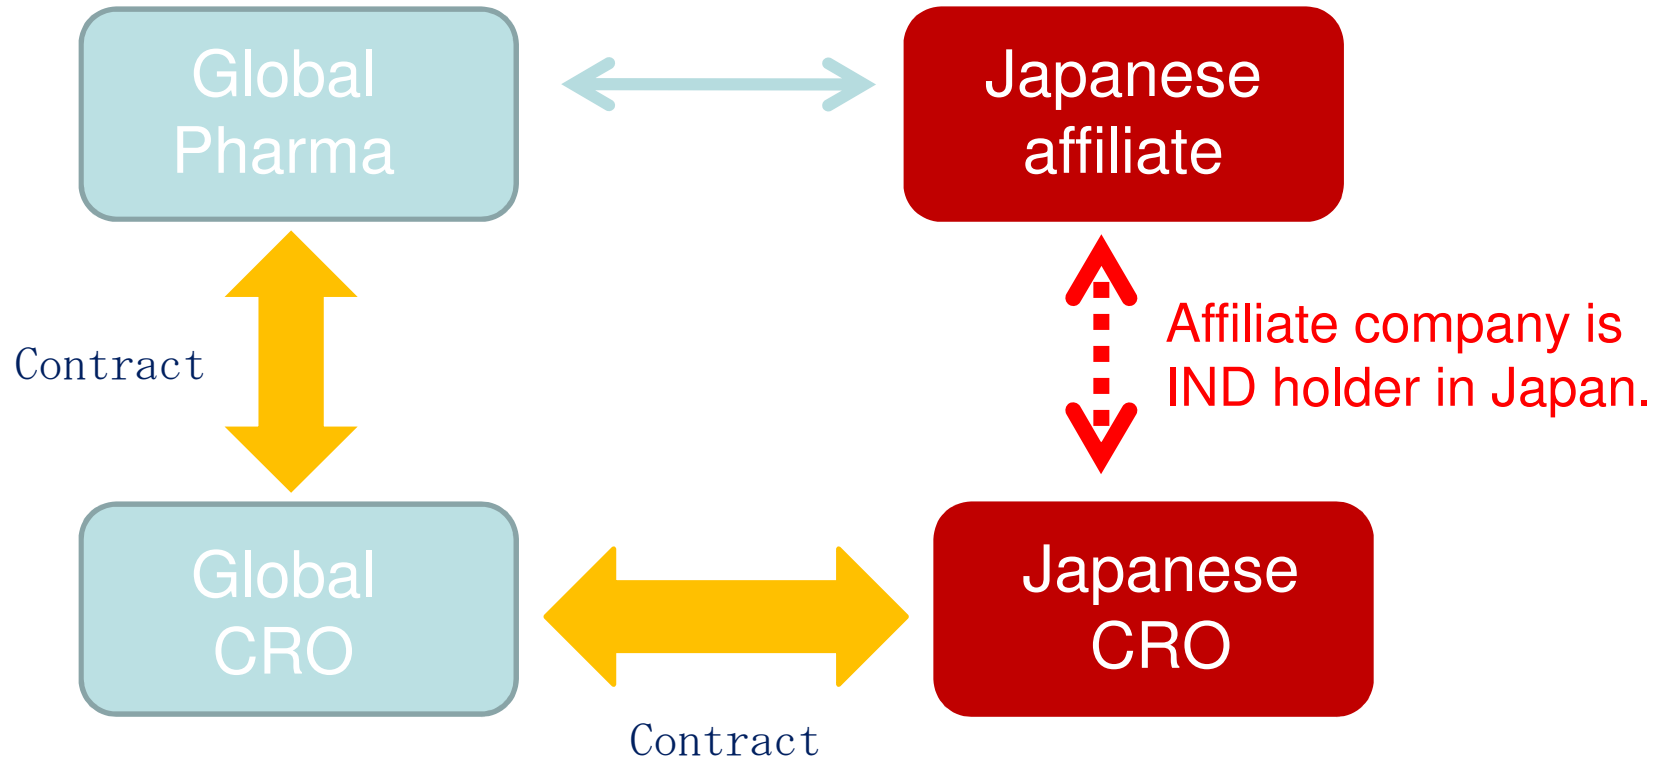 Global
Pharma
Japanese
affiliate
Contract
Affiliate company is
IND holder in Japan.
Global
CRO
Japanese
CRO
Contract